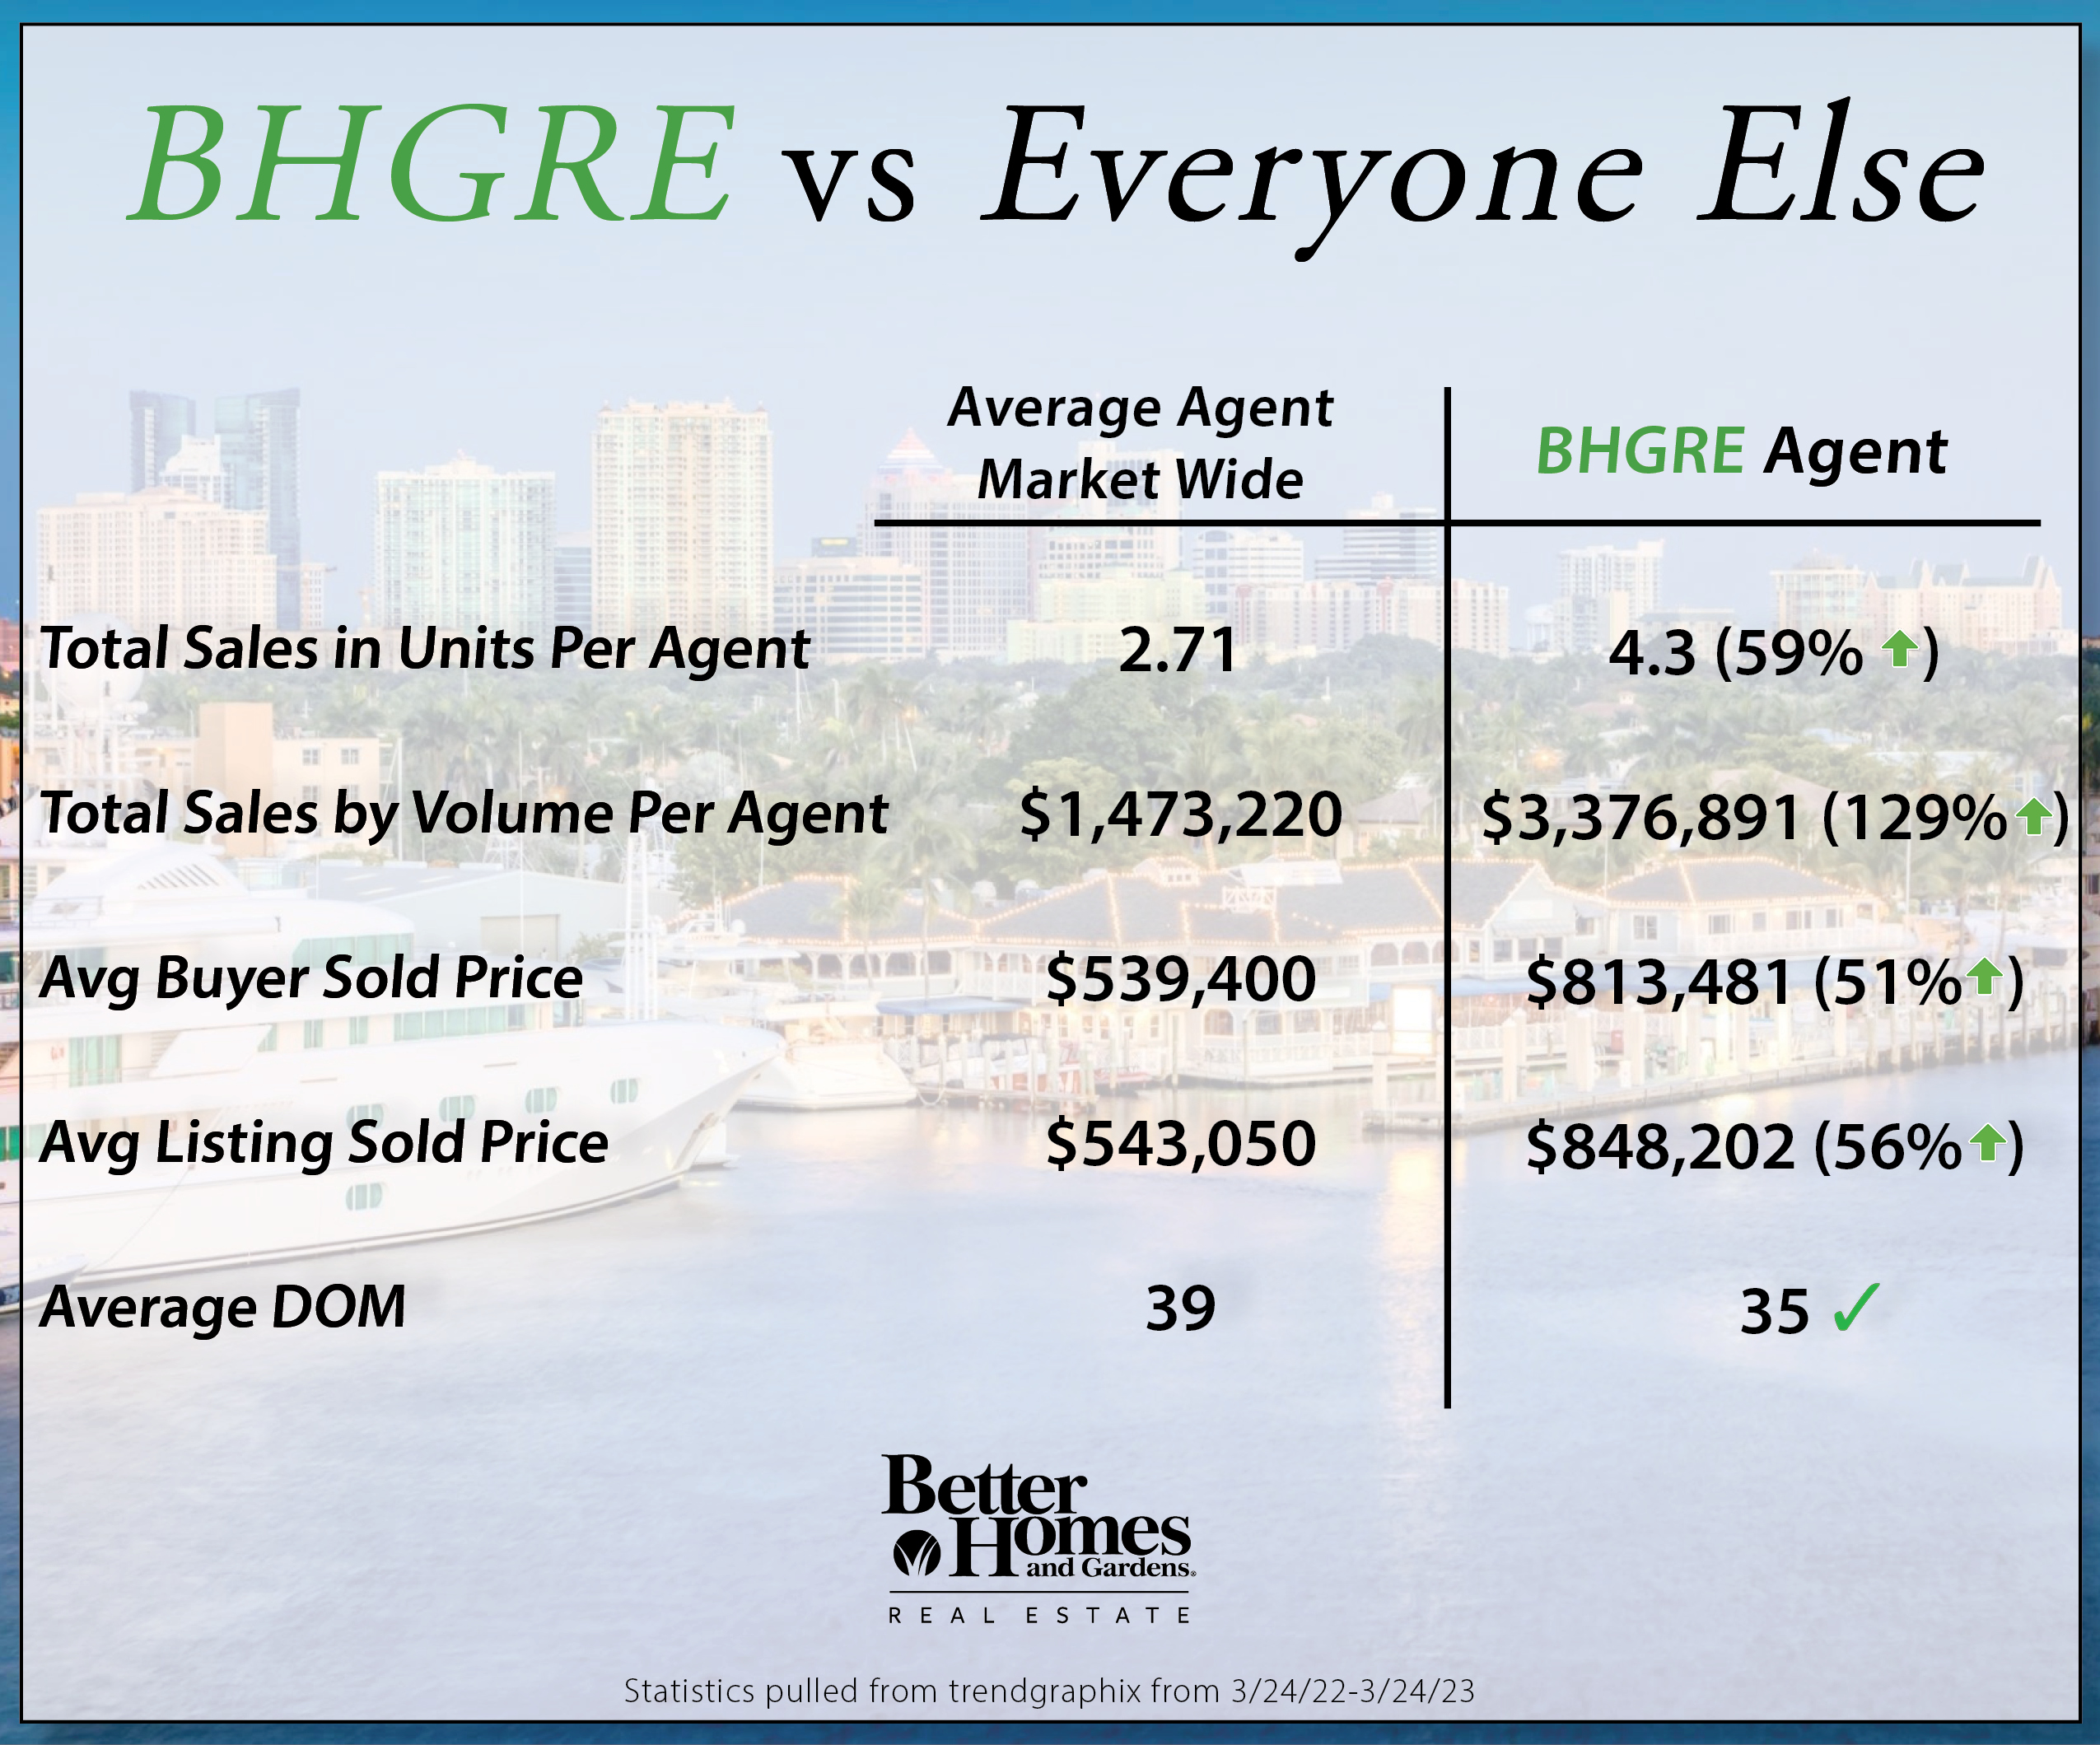 BHGRE vs Everyone Else
Average Agent
Market Wide
BHGRE Agent
Total Sales in Units Per Agent 2.71 4.3 (59% ⬆)
Total Sales by Volume Per Agent $1,473,220 $3,376,891 (129%⬆)
Avg Buyer Sold Price $539,400 $813,481 (51%⬆)
Avg Listing Sold Price $543,050 $848,202 (56%⬆)
Average DOM 39 35 ✓
Better
Homes
and Gardens®
REAL ESTATE
Statistics pulled from trendgraphix from 3/24/22-3/24/23